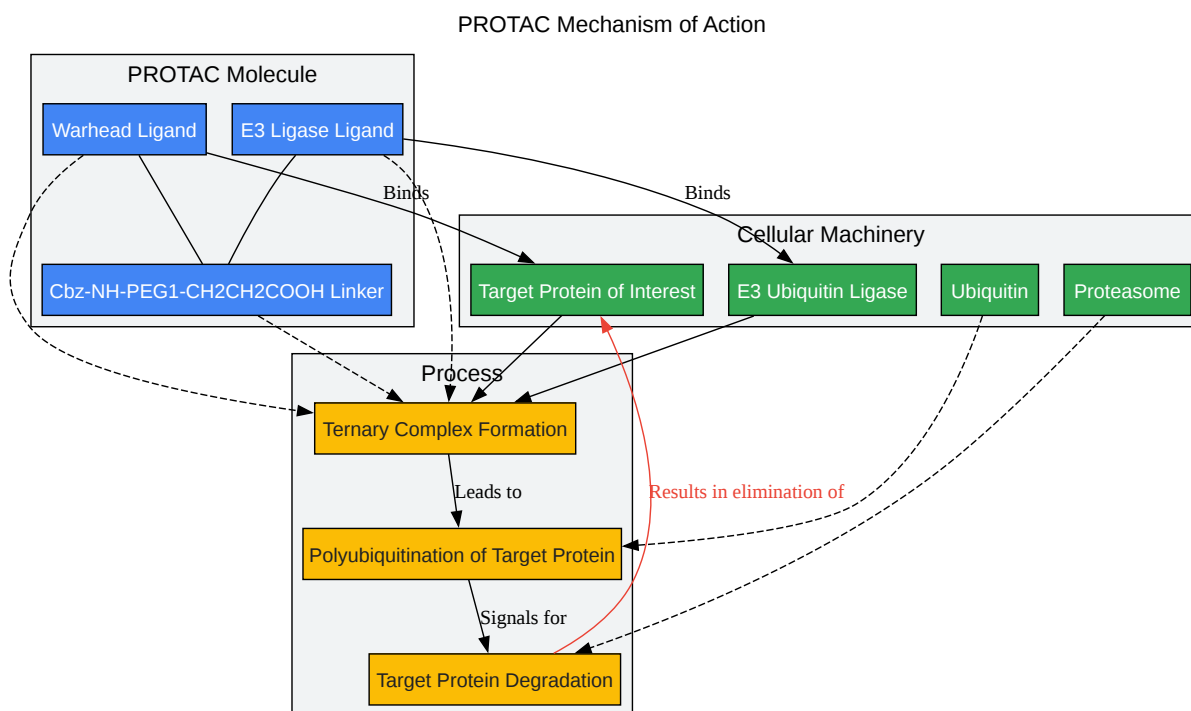 PROTAC Mechanism of Action
PROTAC Molecule
Warhead Ligand
E3 Ligase Ligand
Binds
Binds
Cellular Machinery
Cbz-NH-PEG1-CH2CH2COOH Linker
Target Protein of Interest
E3 Ubiquitin Ligase
Ubiquitin
Proteasome
Process
Ternary Complex Formation
Leads to
Results in elimination of
Polyubiquitination of Target Protein
Signals for
Target Protein Degradation